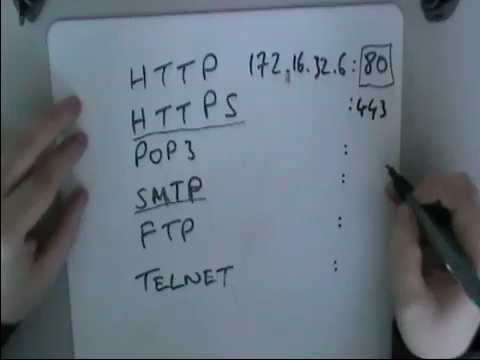 HTTP 172.16.32.6:80
HTTPS :443
POP3 :
SMTP :
FTP :
TELNET :